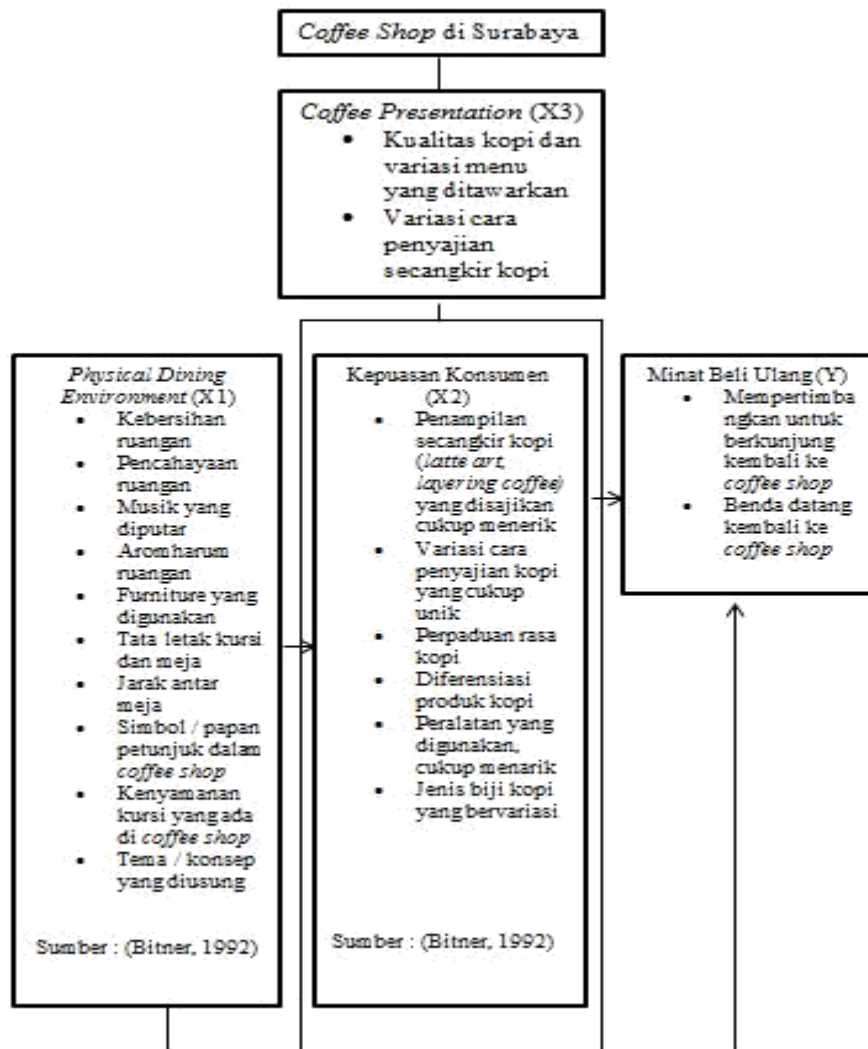 Coffee Shop di Surabaya
Coffee Presentation (X3)
• Kualitas kopi dan
variasi menu
yang ditawarkan
• Variasi cara
penyajian
secangkir kopi
Physical Dining
Environment (X1)
• Kebersihan
ruangan
• Pencahayaan
ruangan
• Musik yang
diputar
• Arom harum
ruangan
• Furniture yang
digunakan
• Tata letak kursi
dan meja
• Jarak antar
meja
• Simbol / papan
petunjuk dalam
coffee shop
• Kenyamanan
kursi yang ada
di coffee shop
• Tema / konsep
yang diusung
Sumber : (Bitner, 1992)
Kepuasan Konsumen
(X2)
• Penampilan
secangkir kopi
(latte art,
layering coffee)
yang disajikan
cukup menerik
• Variasi cara
penyajian kopi
yang cukup
unik
• Perpaduan rasa
kopi
• Diferensiasi
produk kopi
• Peralatan yang
digunakan,
cukup menarik
• Jenis biji kopi
yang bervariasi
Sumber : (Bitner, 1992)
Minat Beli Ulang (Y)
• Mempertimba
ngkan untuk
berkunjung
kembali ke
coffee shop
• Benda datang
kembali ke
coffee shop